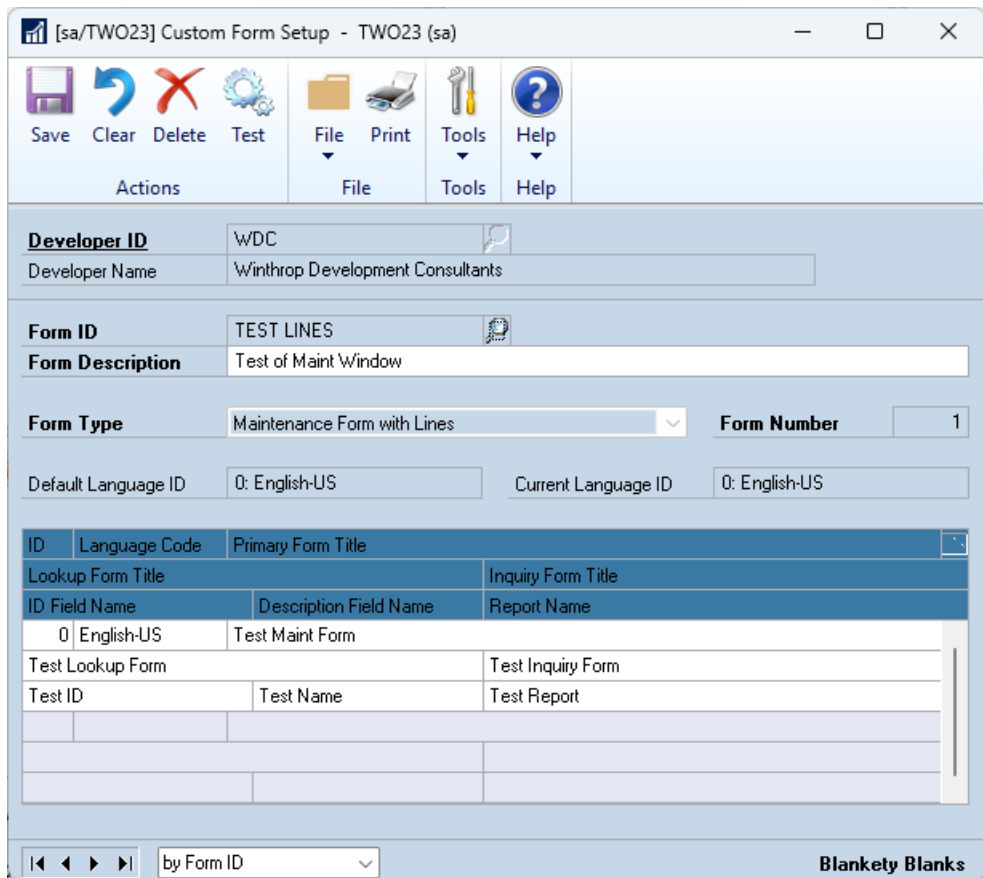 [sa/TWO23] Custom Form Setup - TWO23 (sa)
Save Clear Delete Test File Print Tools Help
Actions File Tools Help
Developer ID WDC
Developer Name Winthrop Development Consultants
Form ID TEST LINES
Form Description Test of Maint Window
Form Type Maintenance Form with Lines Form Number 1
Default Language ID 0: English-US Current Language ID 0: English-US
ID Language Code Primary Form Title
Lookup Form Title Inquiry Form Title
ID Field Name Description Field Name Report Name
0 English-US Test Maint Form
Test Lookup Form Test Inquiry Form
Test ID Test Name Test Report
by Form ID Blankety Blanks